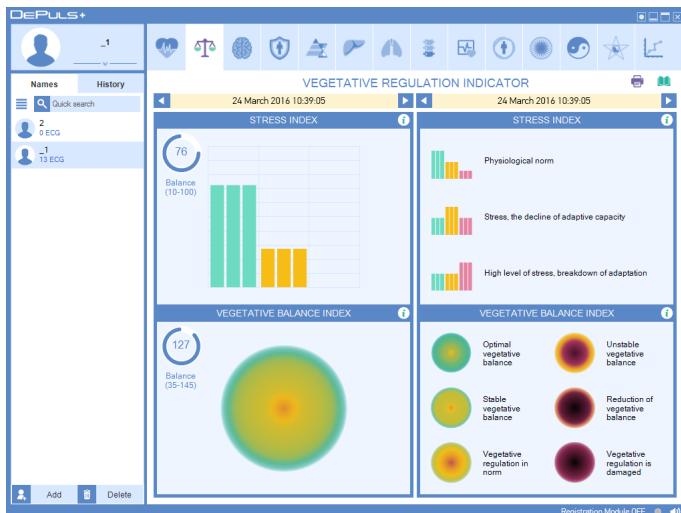 DEPULS+
_1
Names History
Quick search
2
0 ECG
_1
13 ECG
Add Delete
VEGETATIVE REGULATION INDICATOR
24 March 2016 10:39:05
24 March 2016 10:39:05
STRESS INDEX
76
Balance
(10-100)
STRESS INDEX
Physiological norm
Stress, the decline of adaptive capacity
High level of stress, breakdown of adaptation
VEGETATIVE BALANCE INDEX
127
Balance
(35-145)
VEGETATIVE BALANCE INDEX
Optimal
vegetative
balance
Unstable
vegetative
balance
Stable
vegetative
balance
Reduction of
vegetative
balance
Vegetative
regulation in
norm
Vegetative
regulation is
damaged
Registration Module OFF